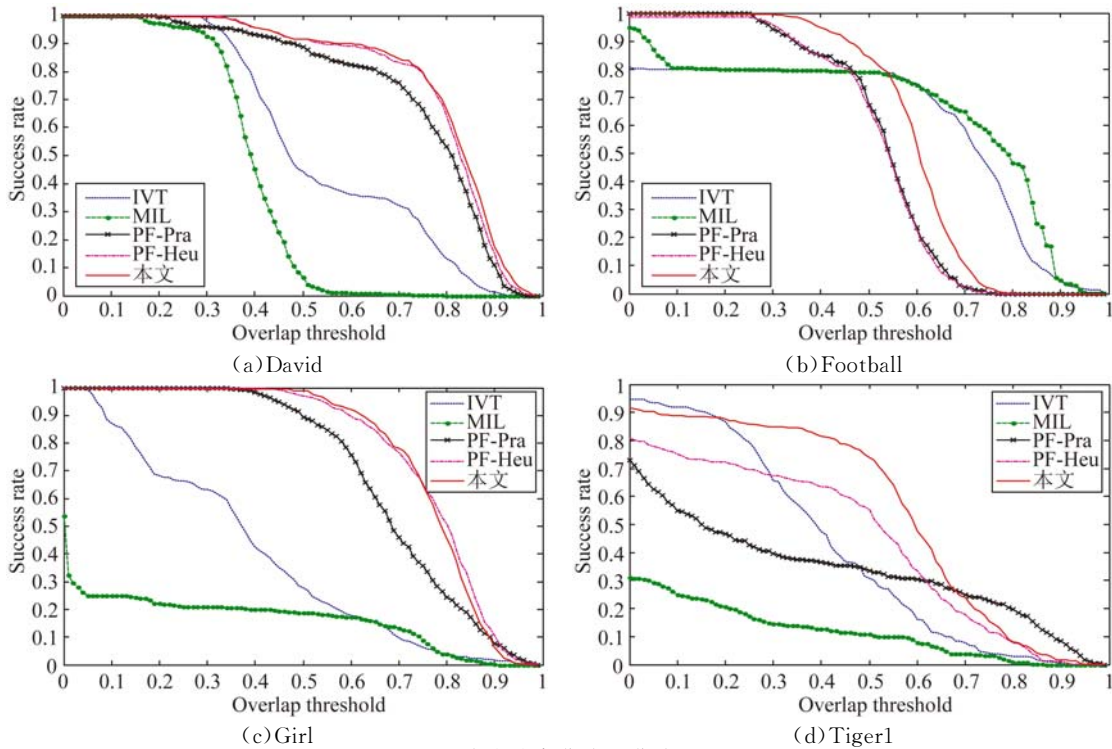 1
0.9
0.8
0.7
0.6
0.5
0.4
0.3
0.2
0.1
0
Success rate
IVT
MIL
PF-Pra
PF-Heu
本文
0 0.1 0.2 0.3 0.4 0.5 0.6 0.7 0.8 0.9 1
Overlap threshold
(a)David
1
0.9
0.8
0.7
0.6
0.5
0.4
0.3
0.2
0.1
0
Success rate
IVT
MIL
PF-Pra
PF-Heu
本文
0 0.1 0.2 0.3 0.4 0.5 0.6 0.7 0.8 0.9 1
Overlap threshold
(b)Football
1
0.9
0.8
0.7
0.6
0.5
0.4
0.3
0.2
0.1
0
Success rate
IVT
MIL
PF-Pra
PF-Heu
本文
0 0.1 0.2 0.3 0.4 0.5 0.6 0.7 0.8 0.9 1
Overlap threshold
(c)Girl
1
0.9
0.8
0.7
0.6
0.5
0.4
0.3
0.2
0.1
0
Success rate
IVT
MIL
PF-Pra
PF-Heu
本文
0 0.1 0.2 0.3 0.4 0.5 0.6 0.7 0.8 0.9 1
Overlap threshold
(d)Tiger1